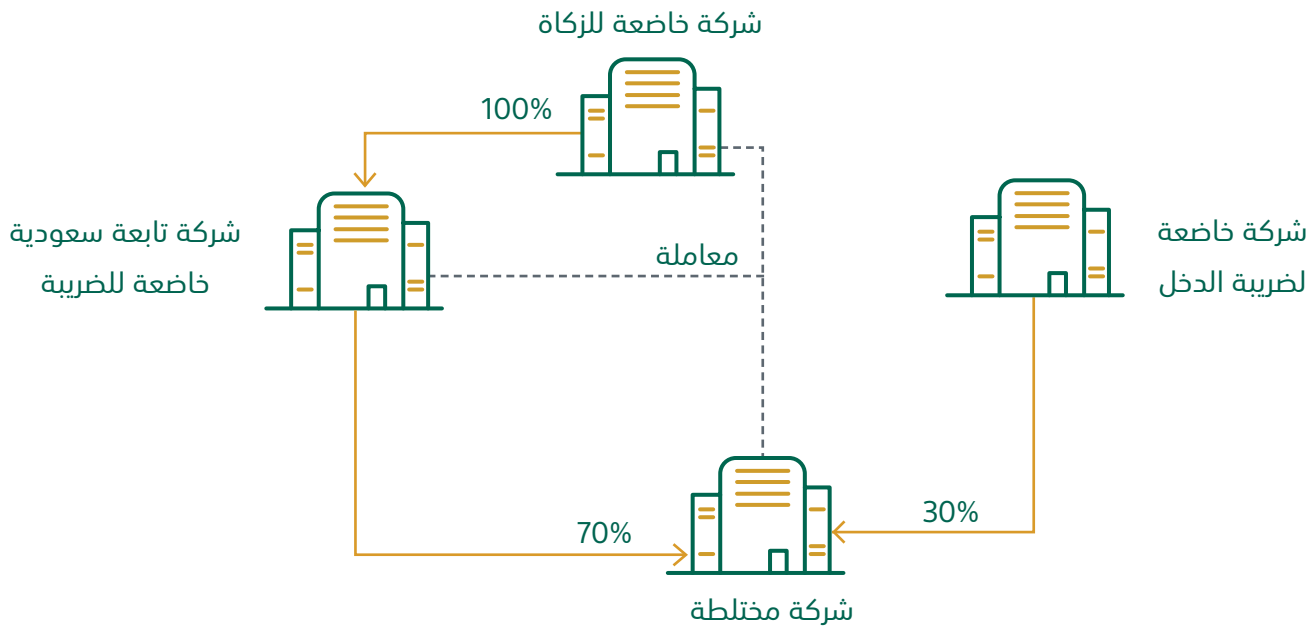 شركة خاضعة للزكاة
100%
شركة خاضعة
لضريبة الدخل
شركة تابعة سعودية
خاضعة للضريبة
معاملة
30%
70%
شركة مختلطة